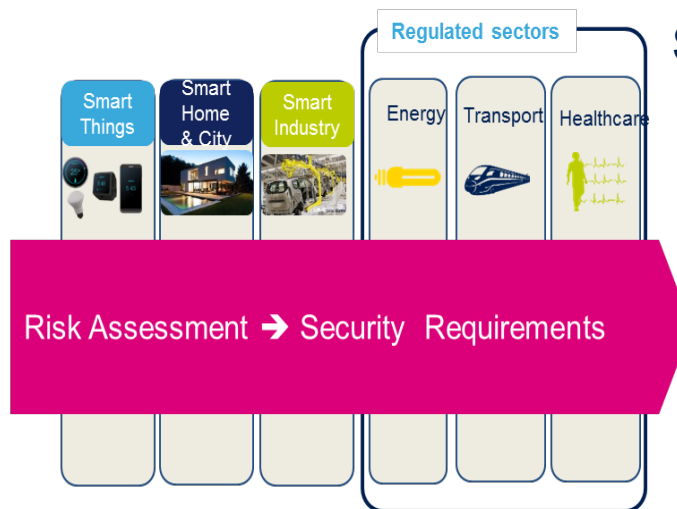 Regulated sectors
S
Smart
Things
Smart
Home
& City
Smart
Industry
Energy
Transport
Healthcare
Risk Assessment ➔ Security Requirements